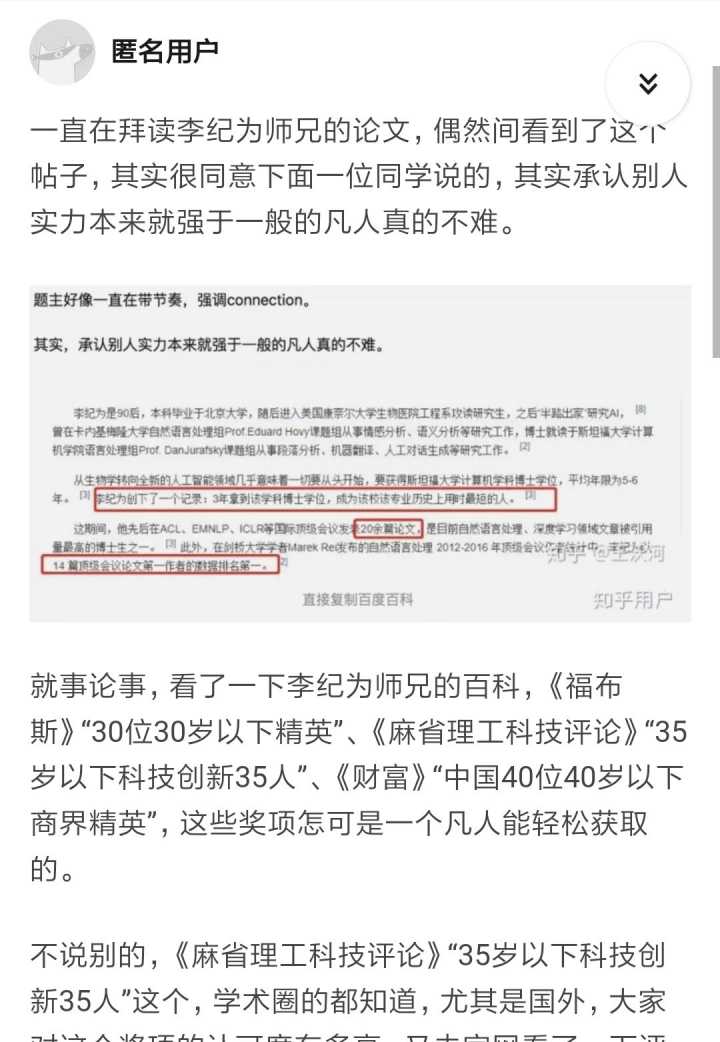 匿名用户
一直在拜读李纪为师兄的论文，偶然间看到了这个
帖子，其实很同意下面一位同学说的，其实承认别人
实力本来就强于一般的凡人真的不难。
题主好像一直在带节奏，强调connection。
其实，承认别人实力本来就强于一般的凡人真的不难。
李纪为是90后，本科毕业于北京大学，随后进入美国康奈尔大学生物医院工程系攻读研究生，之后“半路出家”研究AI， [8]
曾在卡内基梅隆大学自然语言处理组Prof.Eduard Hovy课题组从事情感分析、语义分析等研究工作，博士就读于斯坦福大学计算
机学院语言处理组Prof. DanJurafsky课题组从事段落分析、机器翻译、人工对话生成等研究工作。 [2]
从生物学转向全新的人工智能领域几乎意味着一切要从头开始，要获得斯坦福大学计算机学科博士学位，平均年限为5-6
年。 [3] 李纪为创下了一个记录：3年拿到该学科博士学位，成为该校该专业历史上用时最短的人。 [3]
这期间，他先后在ACL、EMNLP、ICLR等国际顶级会议发表20余篇论文，是目前自然语言处理、深度学习领域文章被引用
量最高的博士生之一。 [3] 此外，在剑桥大学学者Marek Rei发布的自然语言处理 2012-2016 年顶级会议作者统计中，李纪为以
14 篇顶级会议论文第一作者的数据排名第一。 [2]
直接复制百度百科
知乎用户
就事论事，看了一下李纪为师兄的百科，《福布
斯》“30位30岁以下精英”、《麻省理工科技评论》“35
岁以下科技创新35人”、《财富》“中国40位40岁以下
商界精英”，这些奖项怎可是一个凡人能轻松获取
的。
不说别的，《麻省理工科技评论》“35岁以下科技创
新35人”这个，学术圈的都知道，尤其是国外，大家